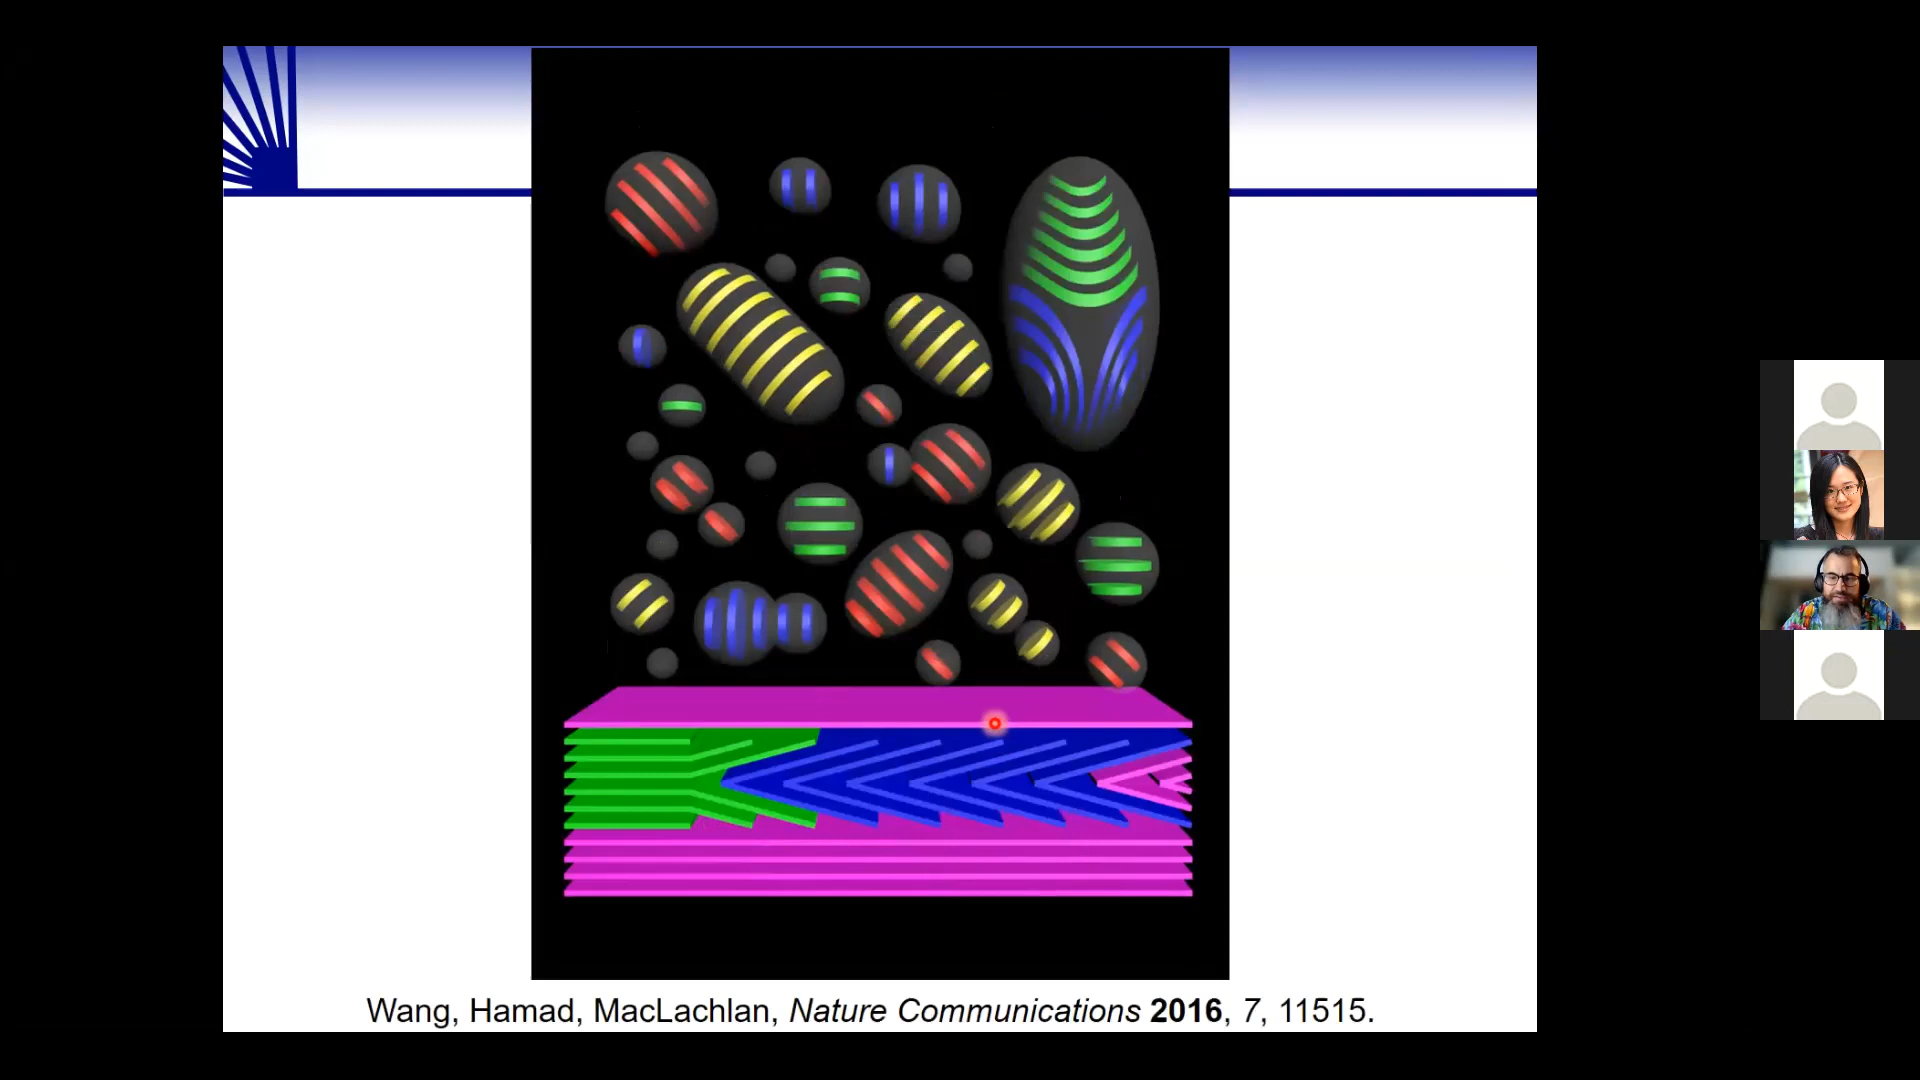 Wang, Hamad, MacLachlan, Nature Communications 2016, 7, 11515.